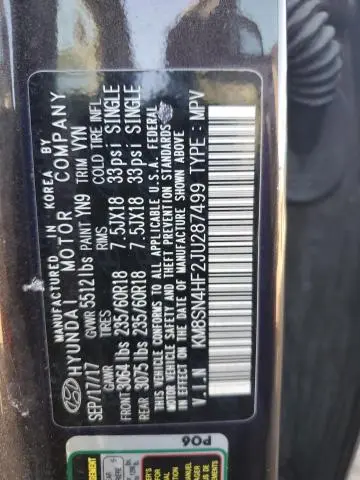 MANUFACTURED IN KOREA BY
HYUNDAI MOTOR COMPANY
SEP/17/17 GVWR 5512 lbs PAINT YN9 TRIM VYN
TIRES RIMS COLD TIRE INFL
FRONT 3064 lbs 235/60R18 7.5JX18 33psi SINGLE
REAR 3075 lbs 235/60R18 7.5JX18 33psi SINGLE
THIS VEHICLE CONFORMS TO ALL APPLICABLE U.S.A. FEDERAL
MOTOR VEHICLE SAFETY AND THEFT PREVENTION STANDARDS
IN EFFECT ON THE DATE OF MANUFACTURE SHOWN ABOVE
V.I.N : KM8SN4HF2JU287499 TYPE : MPV
P06